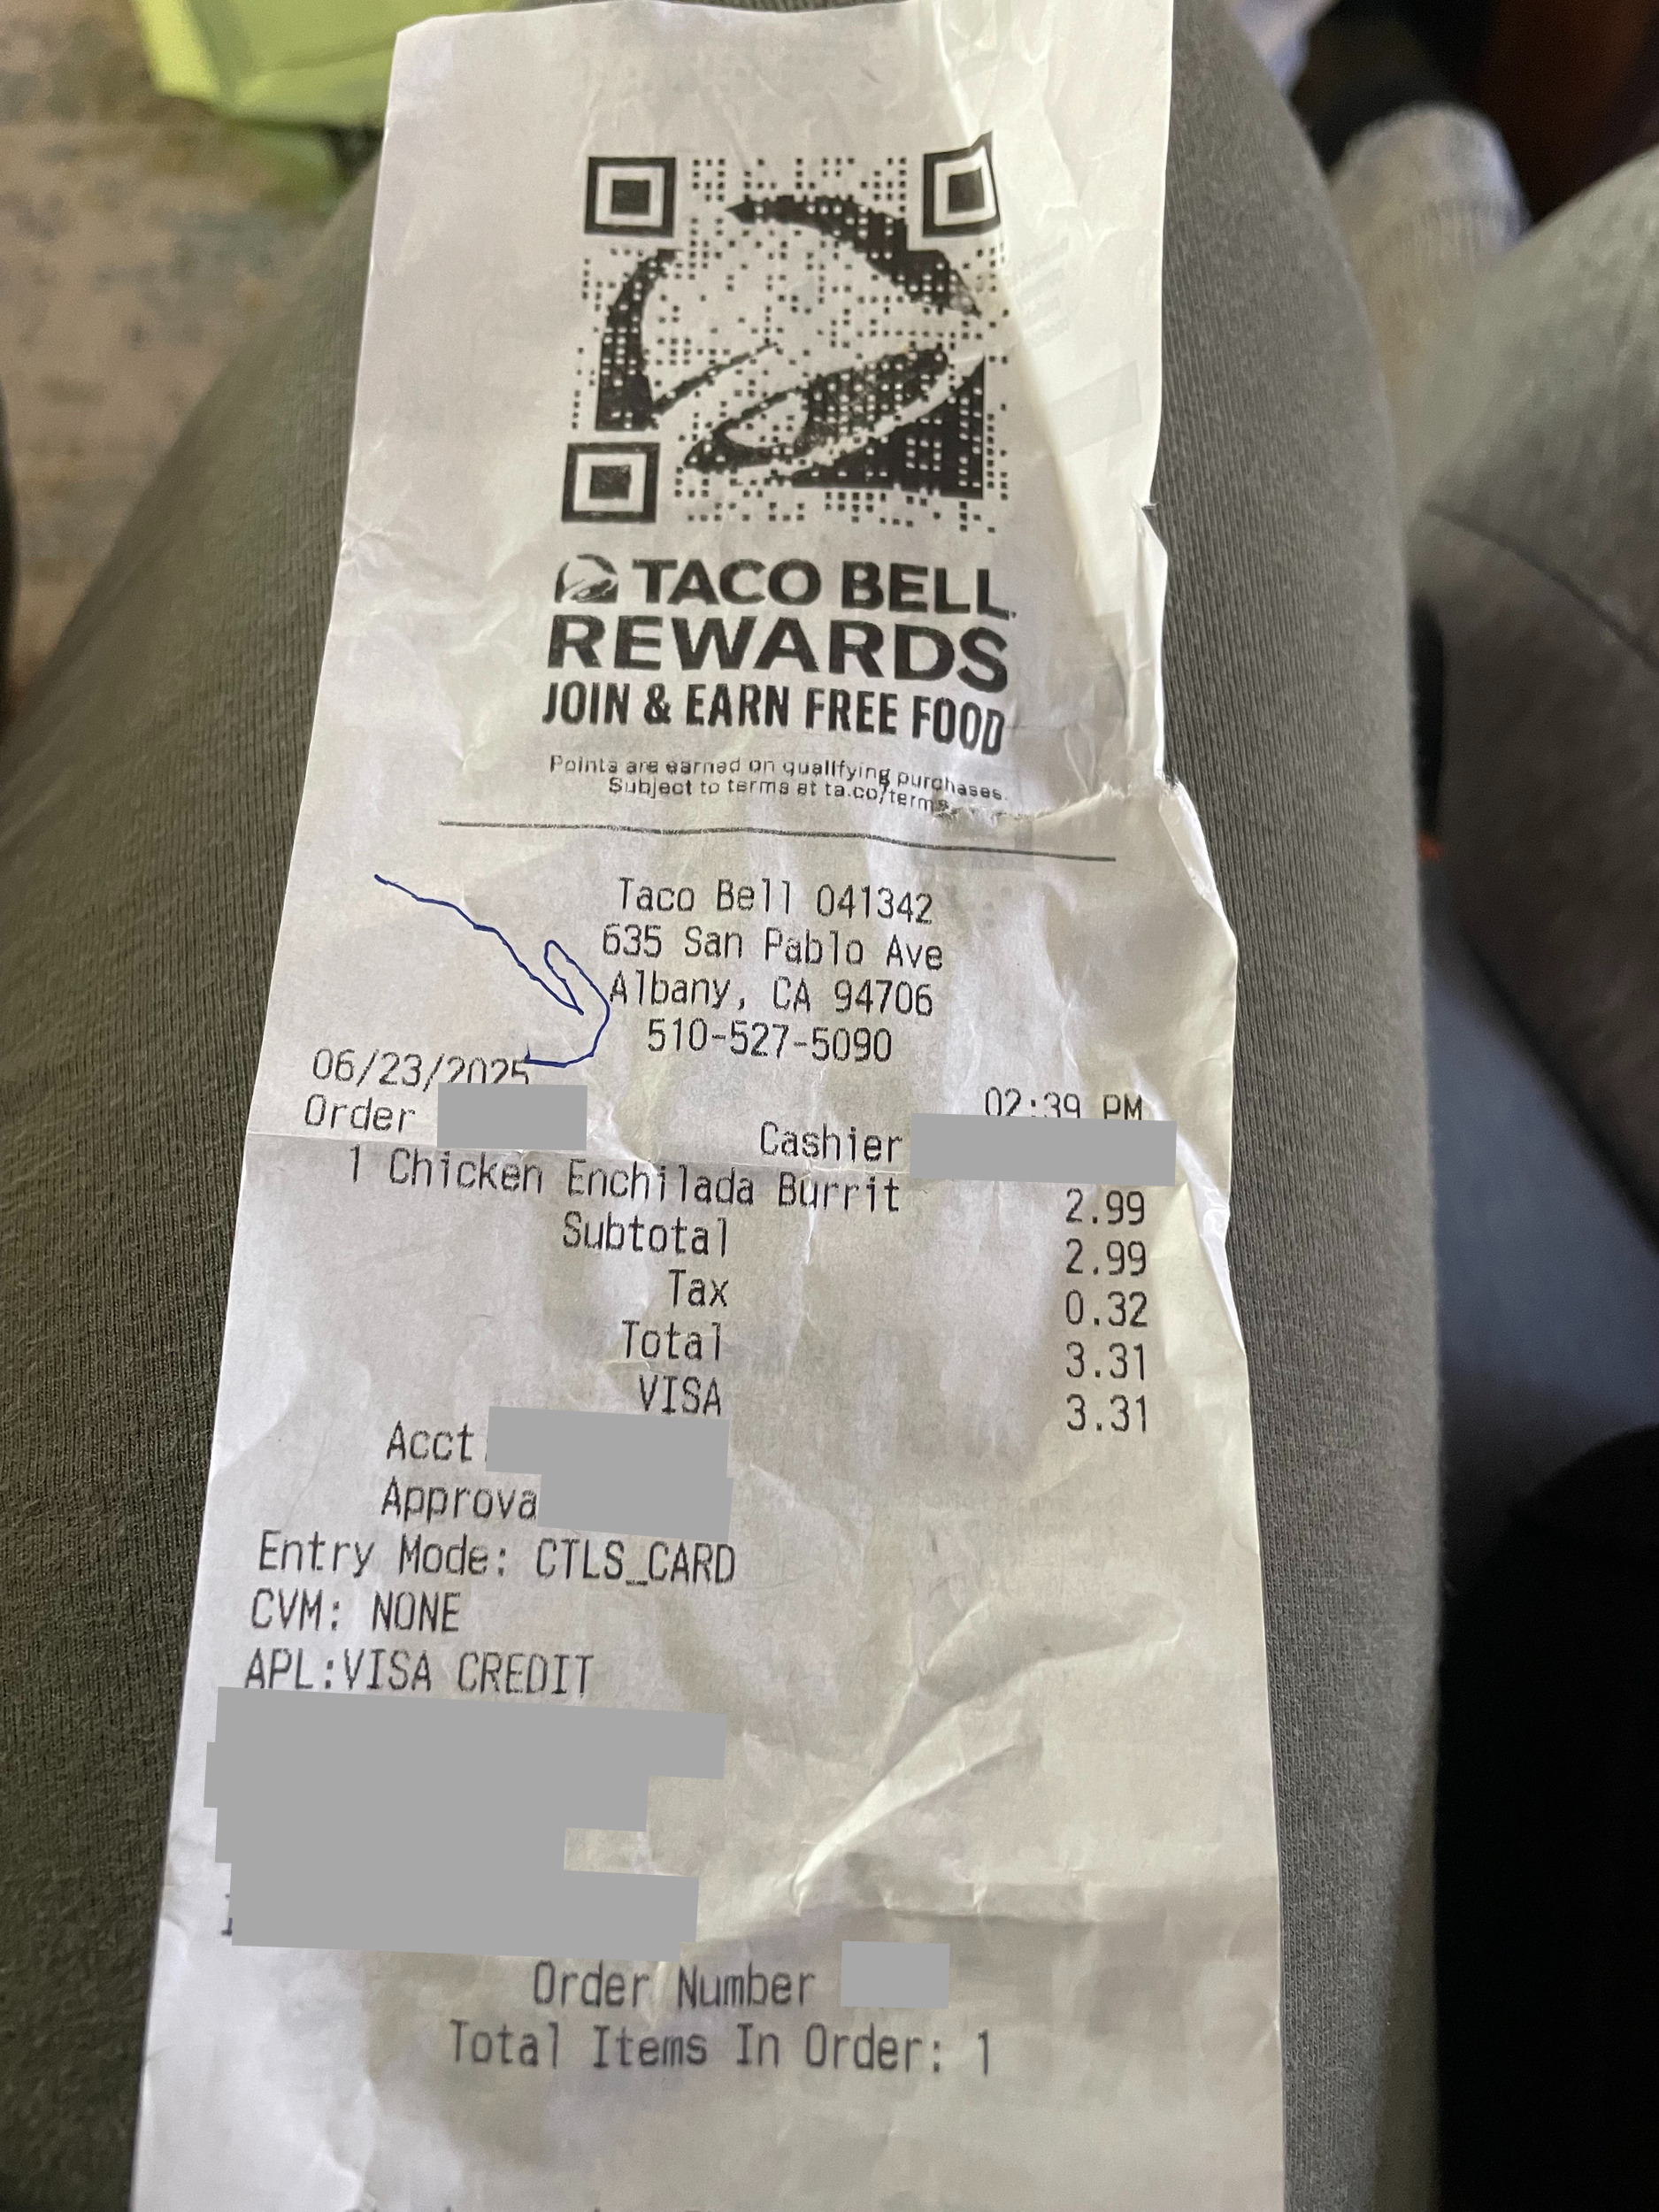 TACO BELL
REWARDS
JOIN & EARN FREE FOOD
Points are earned on qualifying purchases.
Subject to terms at ta.co/terms.
Taco Bell 041342
635 San Pablo Ave
Albany, CA 94706
510-527-5090
06/23/2025 02:39 PM
Order Cashier
1 Chicken Enchilada Burrit 2.99
Subtotal 2.99
Tax 0.32
Total 3.31
VISA 3.31
Acct
Approva
Entry Mode: CTLS_CARD
CVM: NONE
APL:VISA CREDIT
Order Number
Total Items In Order: 1